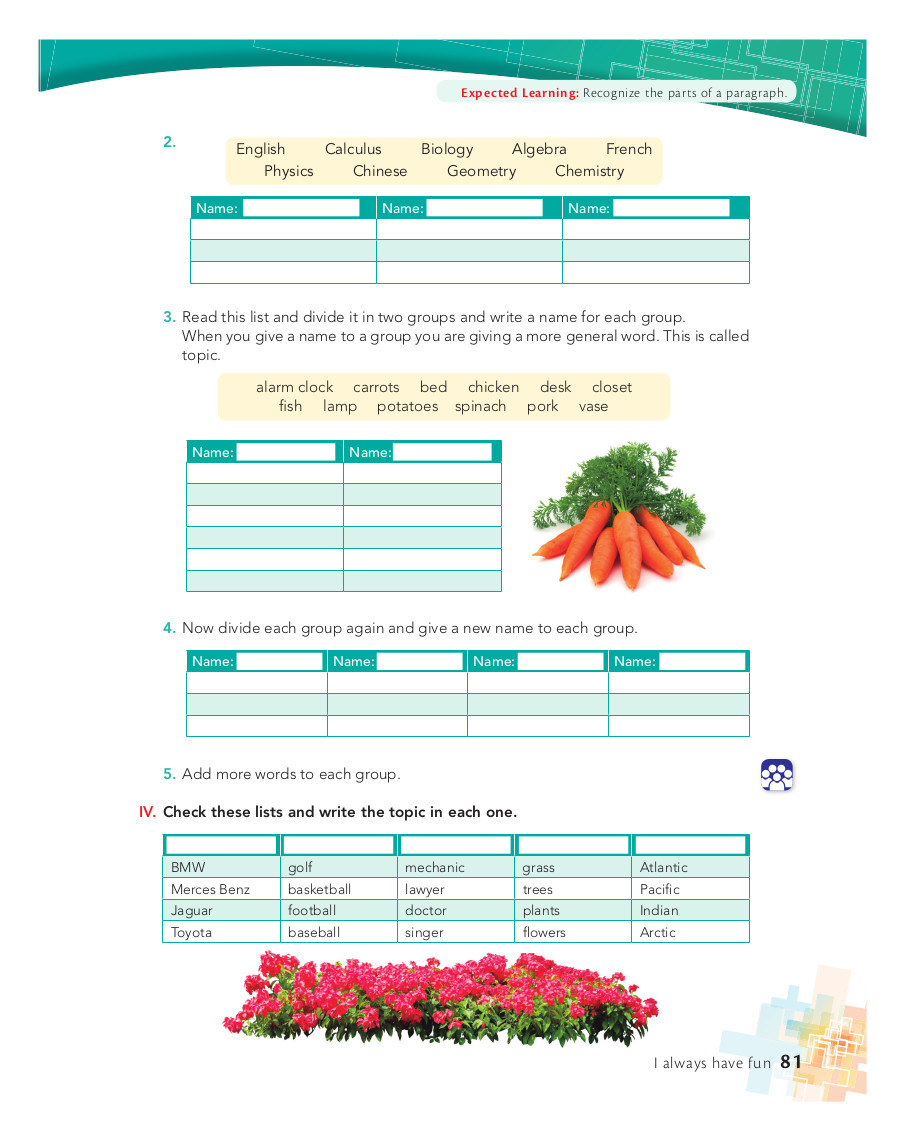 Expected Learning: Recognize the parts of a paragraph.
2.
English Calculus Biology Algebra French
Physics Chinese Geometry Chemistry
Name: Name: Name:
3. Read this list and divide it in two groups and write a name for each group.
When you give a name to a group you are giving a more general word. This is called
topic.
alarm clock carrots bed chicken desk closet
fish lamp potatoes spinach pork vase
Name: Name:
4. Now divide each group again and give a new name to each group.
Name: Name: Name: Name:
5. Add more words to each group.
IV. Check these lists and write the topic in each one.
BMW golf mechanic grass Atlantic
Merces Benz basketball lawyer trees Pacific
Jaguar football doctor plants Indian
Toyota baseball singer flowers Arctic
I always have fun 81